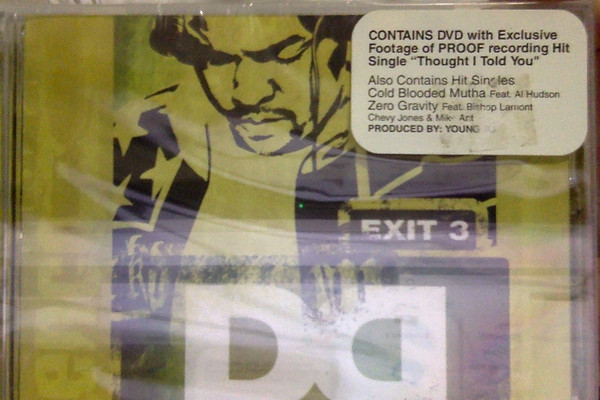 CONTAINS DVD with Exclusive
Footage of PROOF recording Hit
Single "Thought I Told You"
Also Contains Hit Singles
Cold Blooded Mutha Feat. Al Hudson
Zero Gravity Feat. Bishop Lamont
Chevy Jones & Mike Ant
PRODUCED BY: YOUNG
EXIT 3